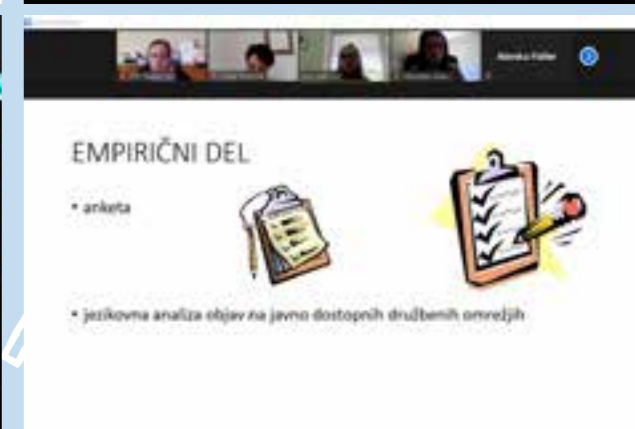 EMPIRIČNI DEL
• anketa
• jezikovna analiza objav na javno dostopnih družbenih omrežjih